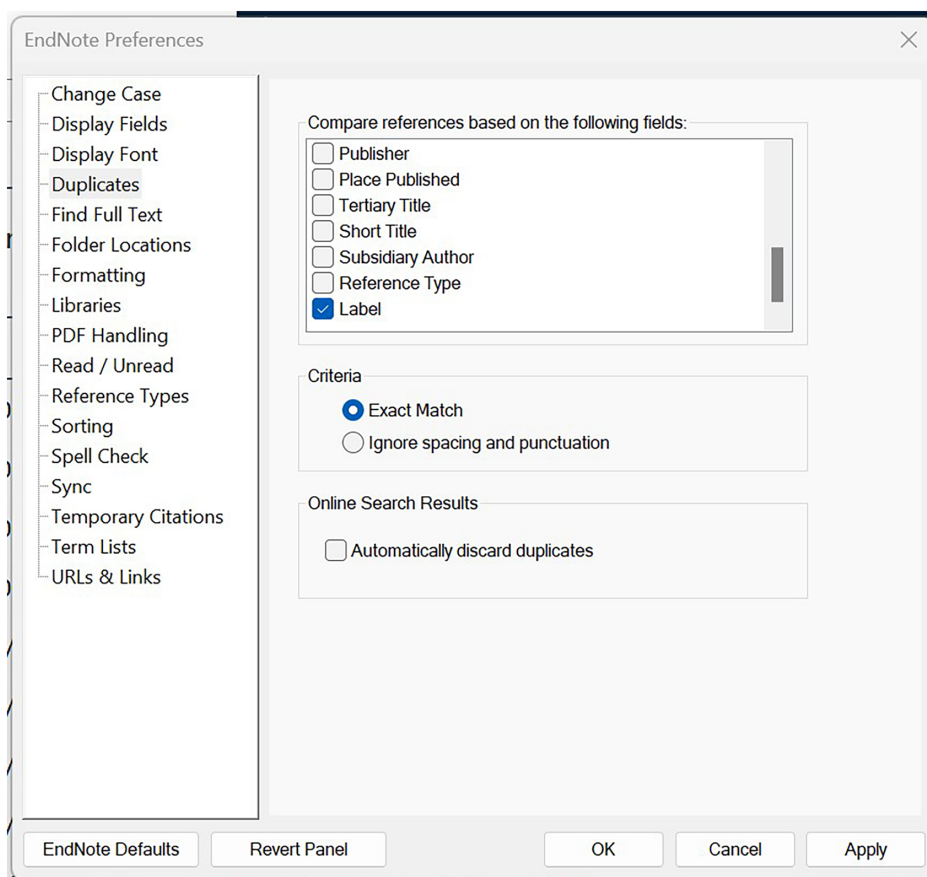 EndNote Preferences
Change Case
Display Fields
Display Font
Duplicates
Find Full Text
Folder Locations
Formatting
Libraries
PDF Handling
Read / Unread
Reference Types
Sorting
Spell Check
Sync
Temporary Citations
Term Lists
URLs & Links
Compare references based on the following fields:
Publisher
Place Published
Tertiary Title
Short Title
Subsidiary Author
Reference Type
Label
Criteria
Exact Match
Ignore spacing and punctuation
Online Search Results
Automatically discard duplicates
EndNote Defaults
Revert Panel
OK
Cancel
Apply